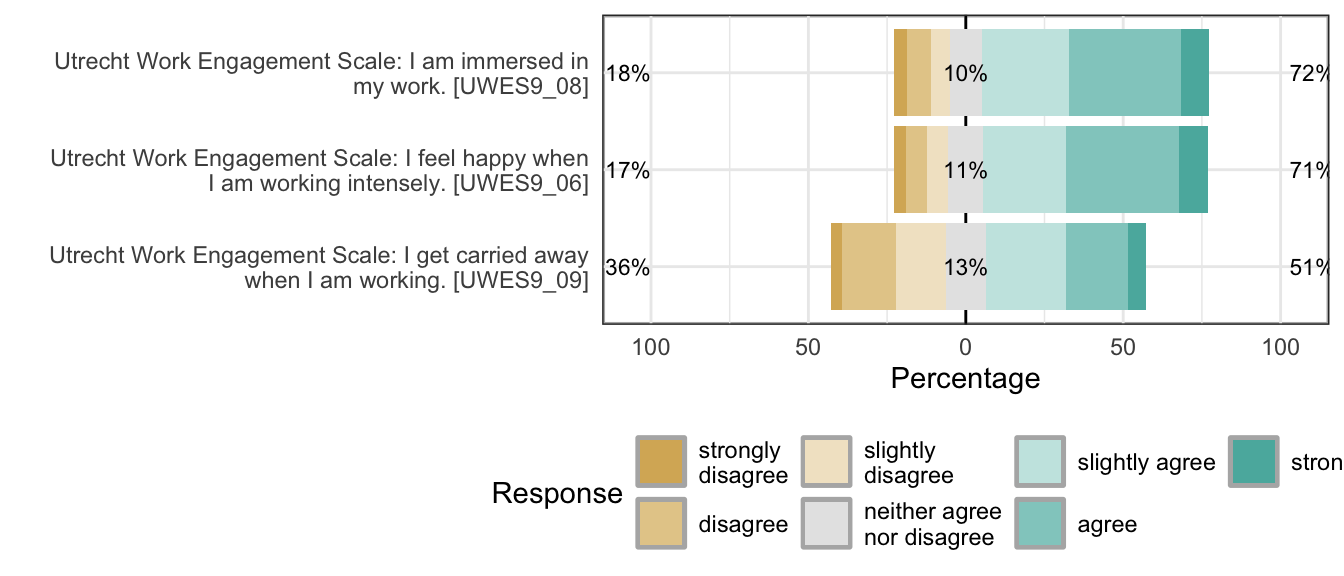 Utrecht Work Engagement Scale: I am immersed in
my work. [UWES9_08]
18%
10%
72%
Utrecht Work Engagement Scale: I feel happy when
I am working intensely. [UWES9_06]
17%
11%
71%
Utrecht Work Engagement Scale: I get carried away
when I am working. [UWES9_09]
36%
13%
51%
100 50 0 50 100
Percentage
Response
strongly
disagree
disagree
slightly
disagree
neither agree
nor disagree
slightly agree
agree
stron